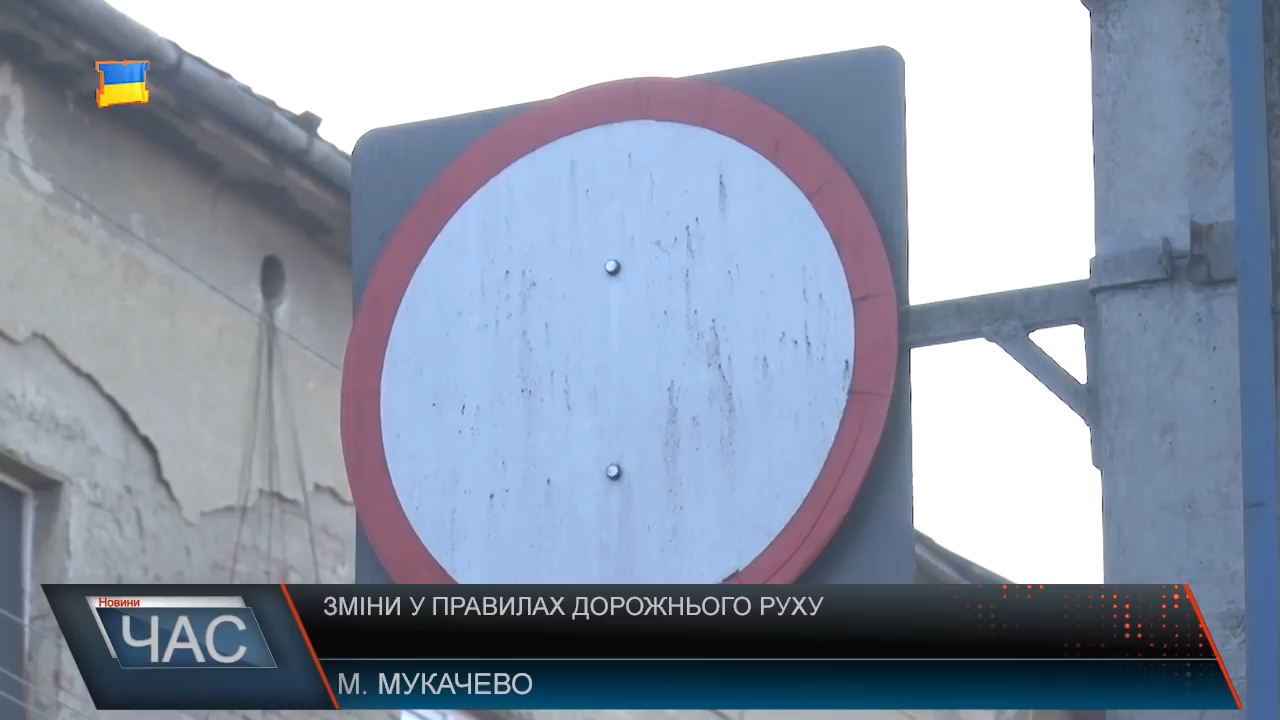 ЗМІНИ У ПРАВИЛАХ ДОРОЖНЬОГО РУХУ
Новини
ЧАС
М. МУКАЧЕВО